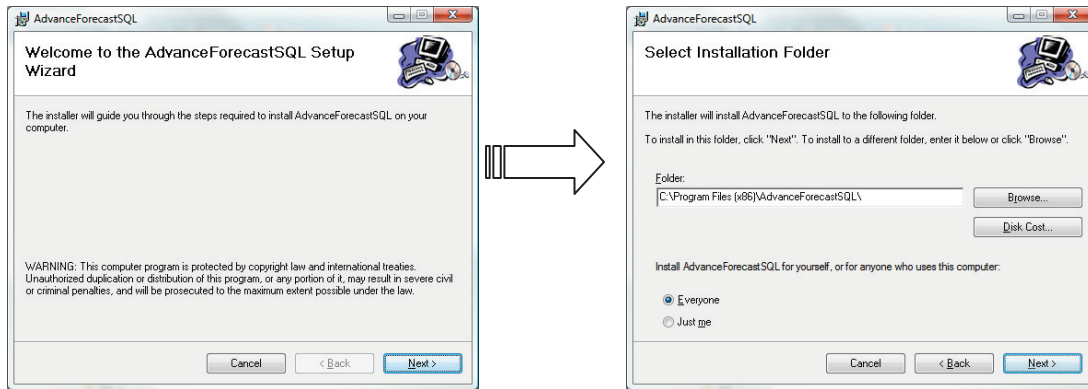 AdvanceForecastSQL
Welcome to the AdvanceForecastSQL Setup
Wizard
The installer will guide you through the steps required to install AdvanceForecastSQL on your
computer.
WARNING: This computer program is protected by copyright law and international treaties.
Unauthorized duplication or distribution of this program, or any portion of it, may result in severe civil
or criminal penalties, and will be prosecuted to the maximum extent possible under the law.
Cancel
< Back
Next >
AdvanceForecastSQL
Select Installation Folder
The installer will install AdvanceForecastSQL to the following folder.
To install in this folder, click "Next". To install to a different folder, enter it below or click "Browse".
Folder:
C:\Program Files (x86)\AdvanceForecastSQL\
Browse...
Disk Cost...
Install AdvanceForecastSQL for yourself, or for anyone who uses this computer:
Everyone
Just me
Cancel
< Back
Next >